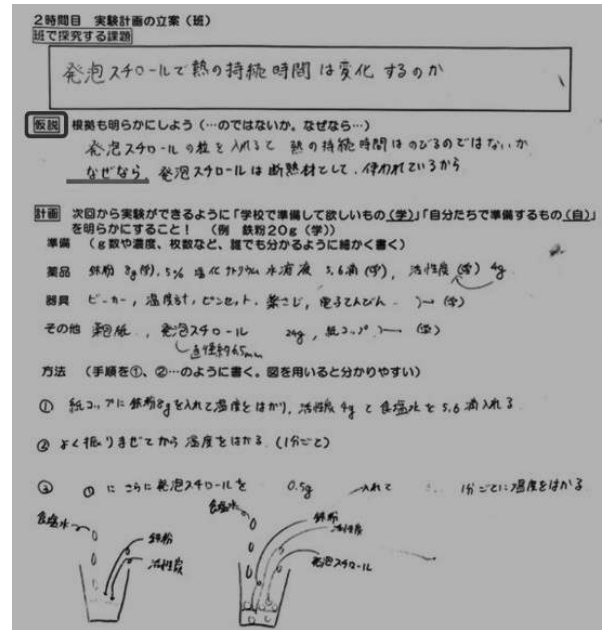 2時間目 実験計画の立案（班）
班で探究する課題
発泡スチロールで熱の持続時間は変化するのか
仮説 根拠も明らかにしよう（…のではないか。なぜなら…）
発泡スチロールの粒を入れると 熱の持続時間はのびるのではないか
なぜなら、発泡スチロールは断熱材として、使われているから
計画 次回から実験ができるように「学校で準備して欲しいもの（学）」「自分たちで準備するもの（自）」
を明らかにすること！ （例 鉄粉20g（学））
準備 （g数や濃度、枚数など、誰でも分かるように細かく書く）
薬品 鉄粉 8g(学), 5% 塩化ナトリウム水溶液 5,6滴 (学), 活性炭 (学) 4g
器具 ビーカー, 温度計, ピンセット, 薬さじ, 電子てんびん (学)
その他 薬包紙, 発泡スチロール 24g, 紙コップ (学)
直径約6.5mm
方法 （手順を①、②…のように書く。図を用いると分かりやすい）
① 紙コップに鉄粉8gを入れて温度をはかり, 活性炭4gと食塩水を5,6滴入れる
② よく振りまぜてから温度をはかる (1分ごと)
③ ①にさらに発泡スチロールを 0.5g 入れて 1分ごとに温度をはかる
食塩水 鉄粉 活性炭
食塩水 鉄粉 活性炭 発泡スチロール